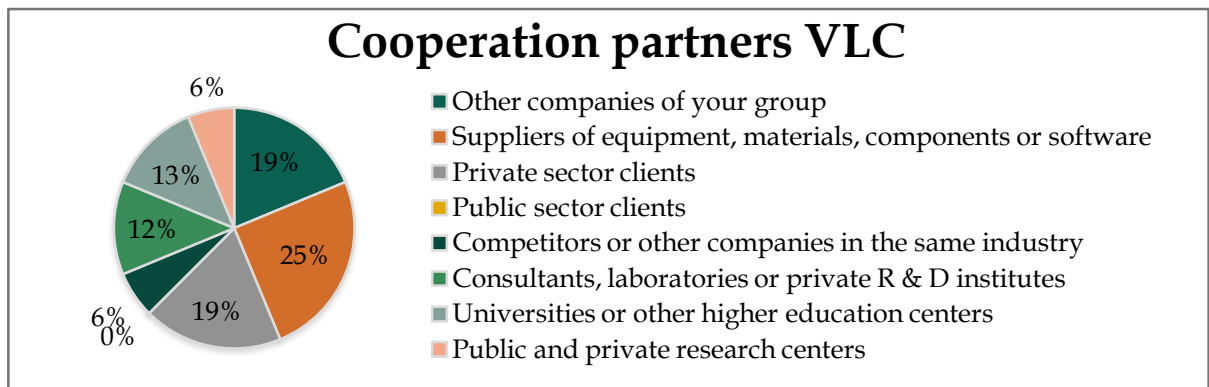 Cooperation partners VLC
6%
19%
13%
12%
25%
19%
6%
0%
Other companies of your group
Suppliers of equipment, materials, components or software
Private sector clients
Public sector clients
Competitors or other companies in the same industry
Consultants, laboratories or private R & D institutes
Universities or other higher education centers
Public and private research centers